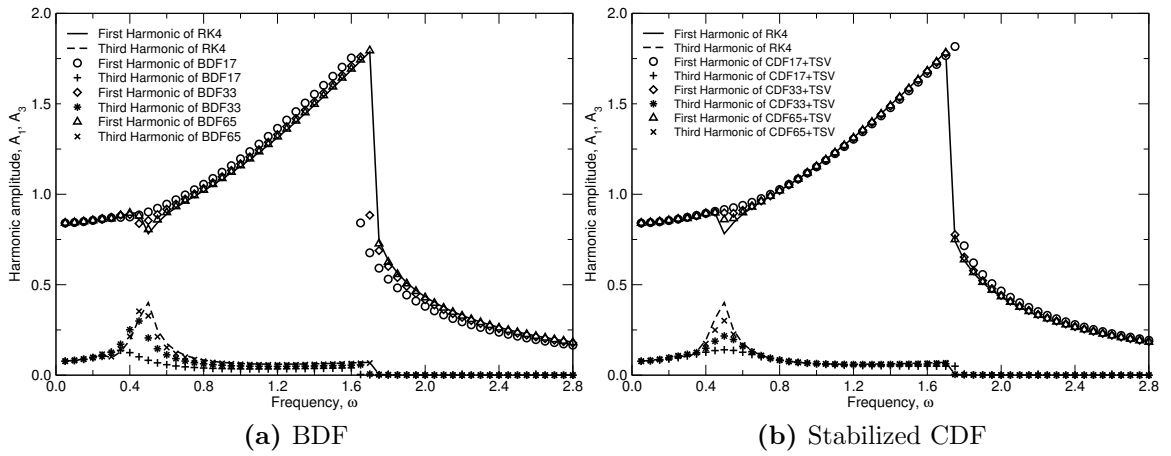 First Harmonic of RK4
Third Harmonic of RK4
First Harmonic of BDF17
Third Harmonic of BDF17
First Harmonic of BDF33
Third Harmonic of BDF33
First Harmonic of BDF65
Third Harmonic of BDF65
Harmonic amplitude, A₁, A₃
2.0
1.5
1.0
0.5
0.0
0.0 0.4 0.8 1.2 1.6 2.0 2.4 2.8
Frequency, ω
(a) BDF
First Harmonic of RK4
Third Harmonic of RK4
First Harmonic of CDF17+TSV
Third Harmonic of CDF17+TSV
First Harmonic of CDF33+TSV
Third Harmonic of CDF33+TSV
First Harmonic of CDF65+TSV
Third Harmonic of CDF65+TSV
Harmonic amplitude, A₁, A₃
2.0
1.5
1.0
0.5
0.0
0.0 0.4 0.8 1.2 1.6 2.0 2.4 2.8
Frequency, ω
(b) Stabilized CDF